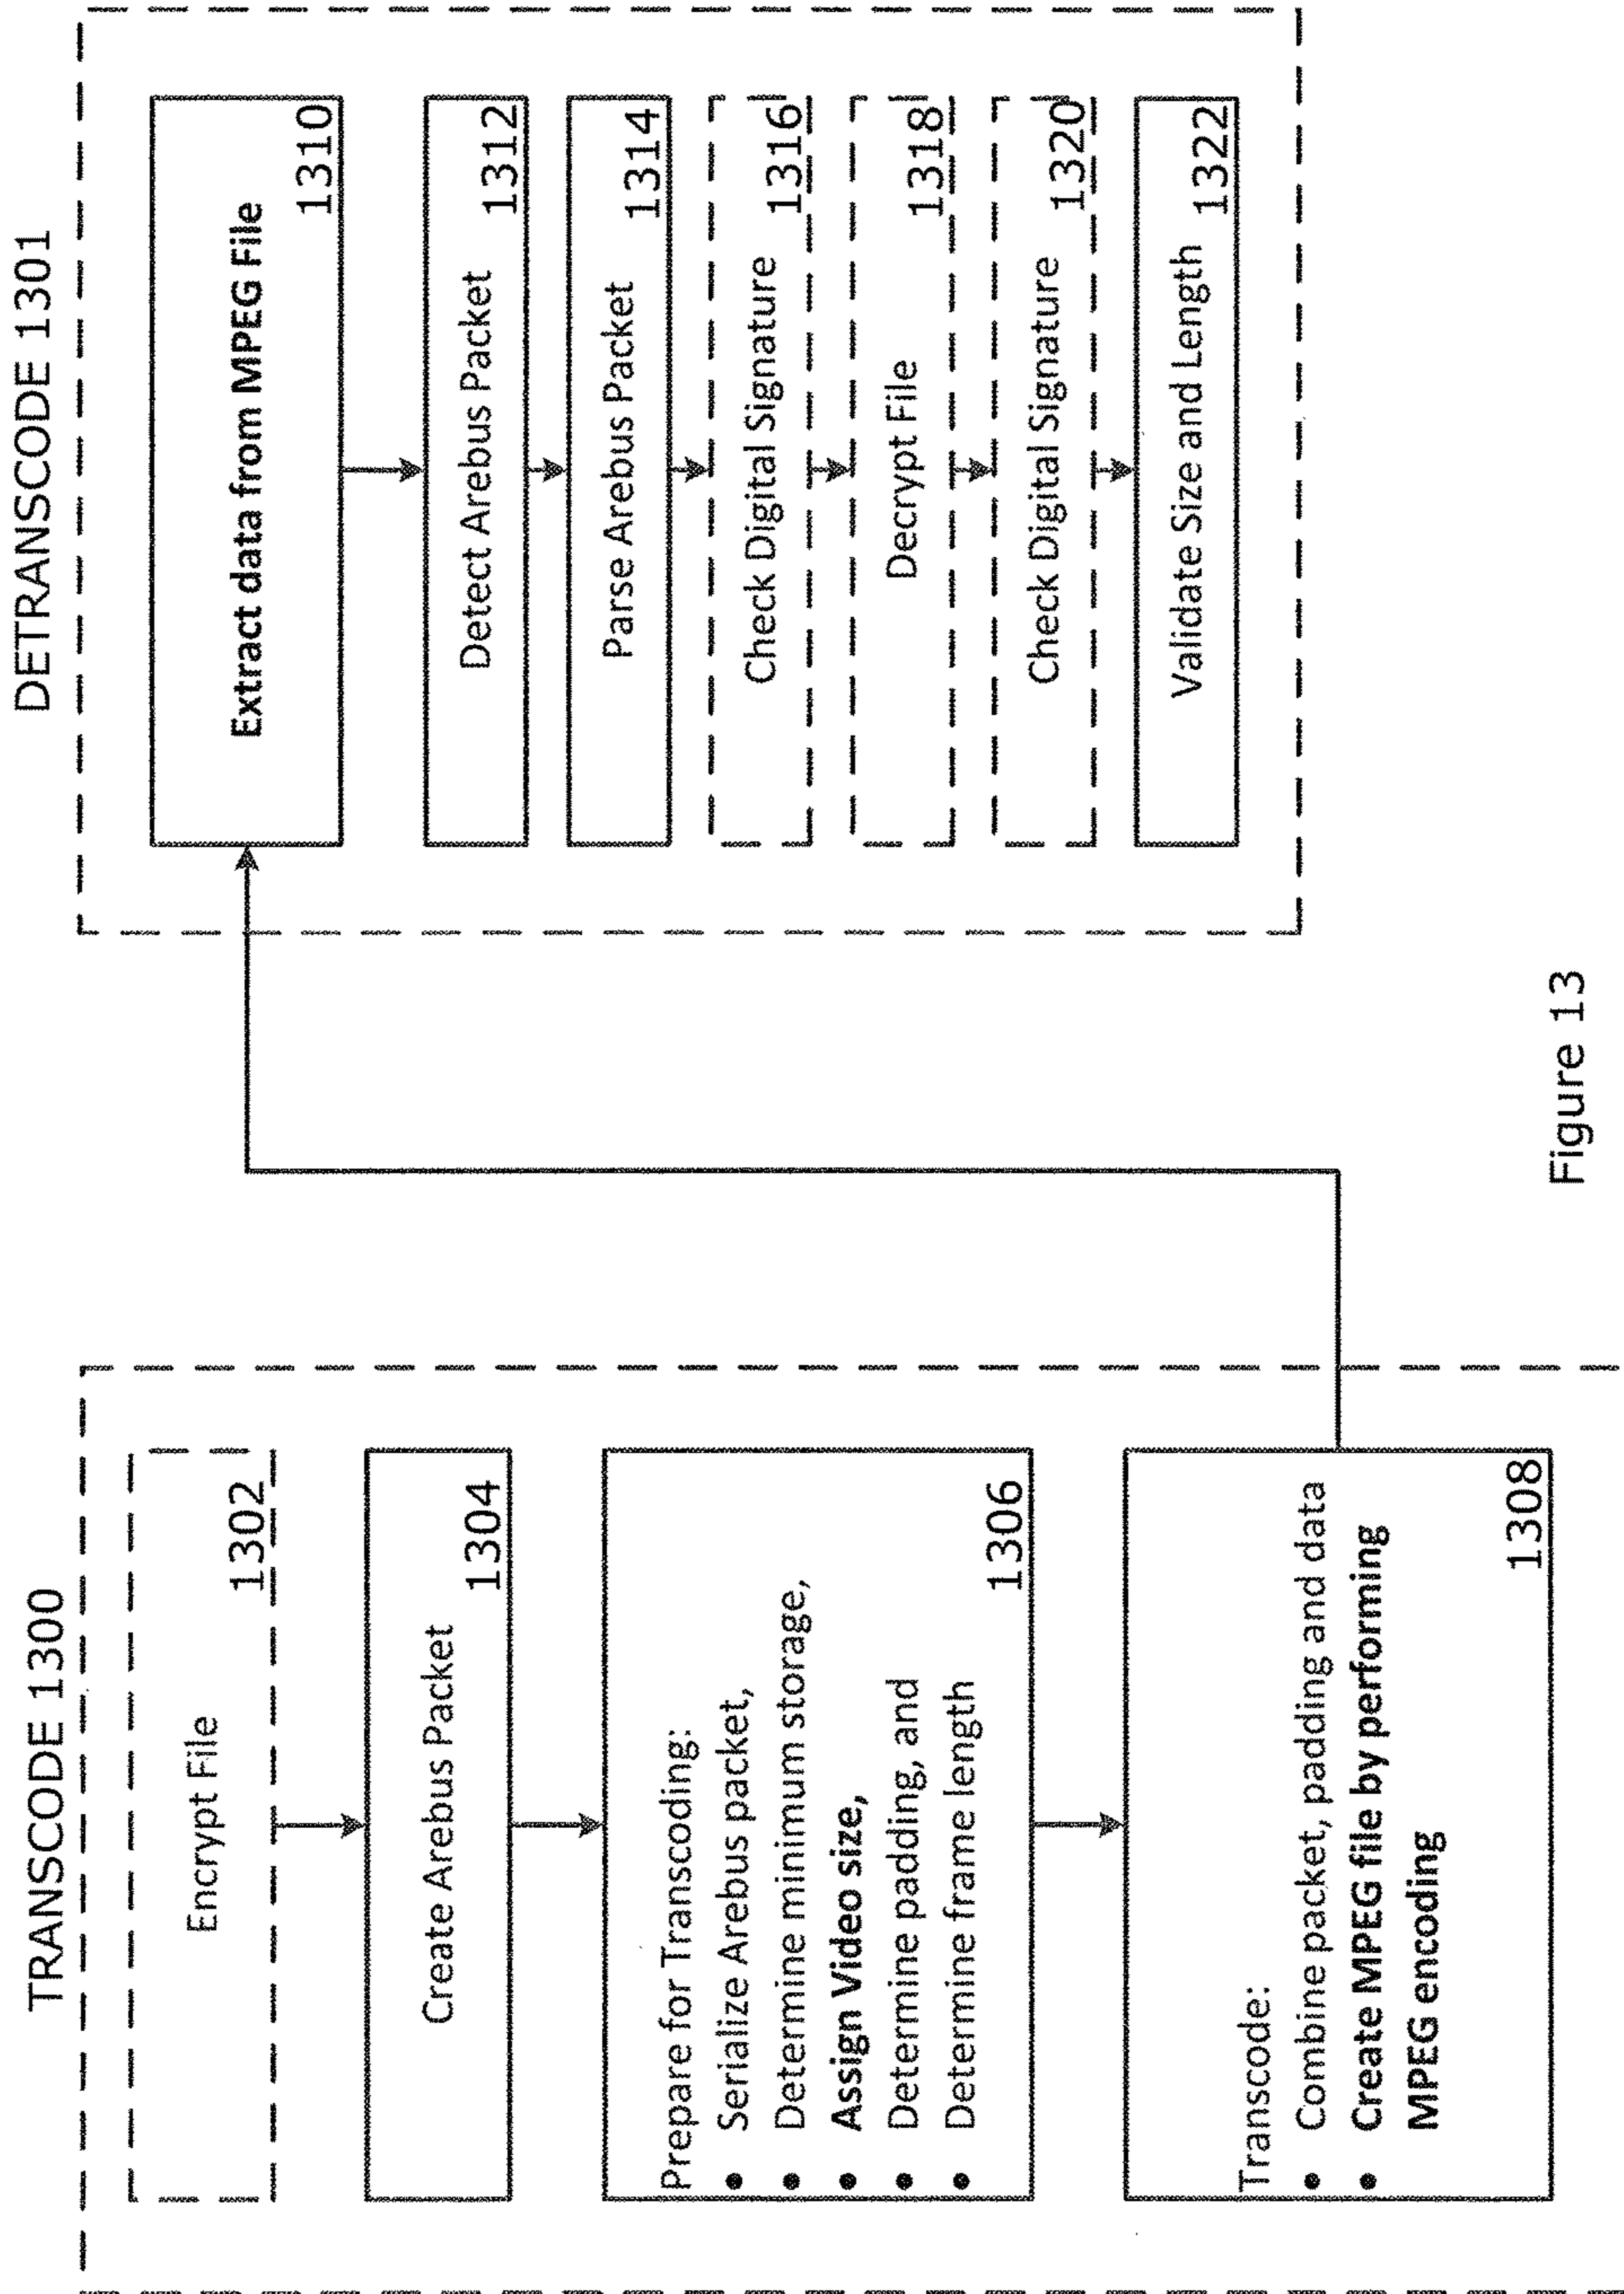 TRANSCODE 1300
Encrypt File
1302
Create Arebus Packet
1304
Prepare for Transcoding:
• Serialize Arebus packet,
• Determine minimum storage,
• Assign Video size,
• Determine padding, and
• Determine frame length
1306
Transcode:
• Combine packet, padding and data
• Create MPEG file by performing
MPEG encoding
1308
DETRANSCODE 1301
Extract data from MPEG File
1310
Detect Arebus Packet
1312
Parse Arebus Packet
1314
Check Digital Signature
1316
Decrypt File
1318
Check Digital Signature
1320
Validate Size and Length
1322
Figure 13